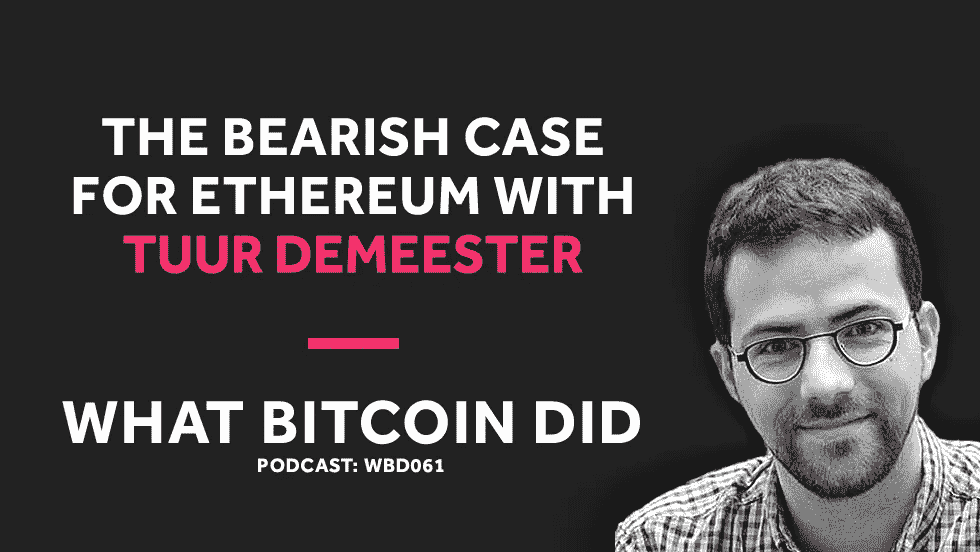 THE BEARISH CASE
FOR ETHEREUM WITH
TUUR DEMEESTER
WHAT BITCOIN DID
PODCAST: WBD061